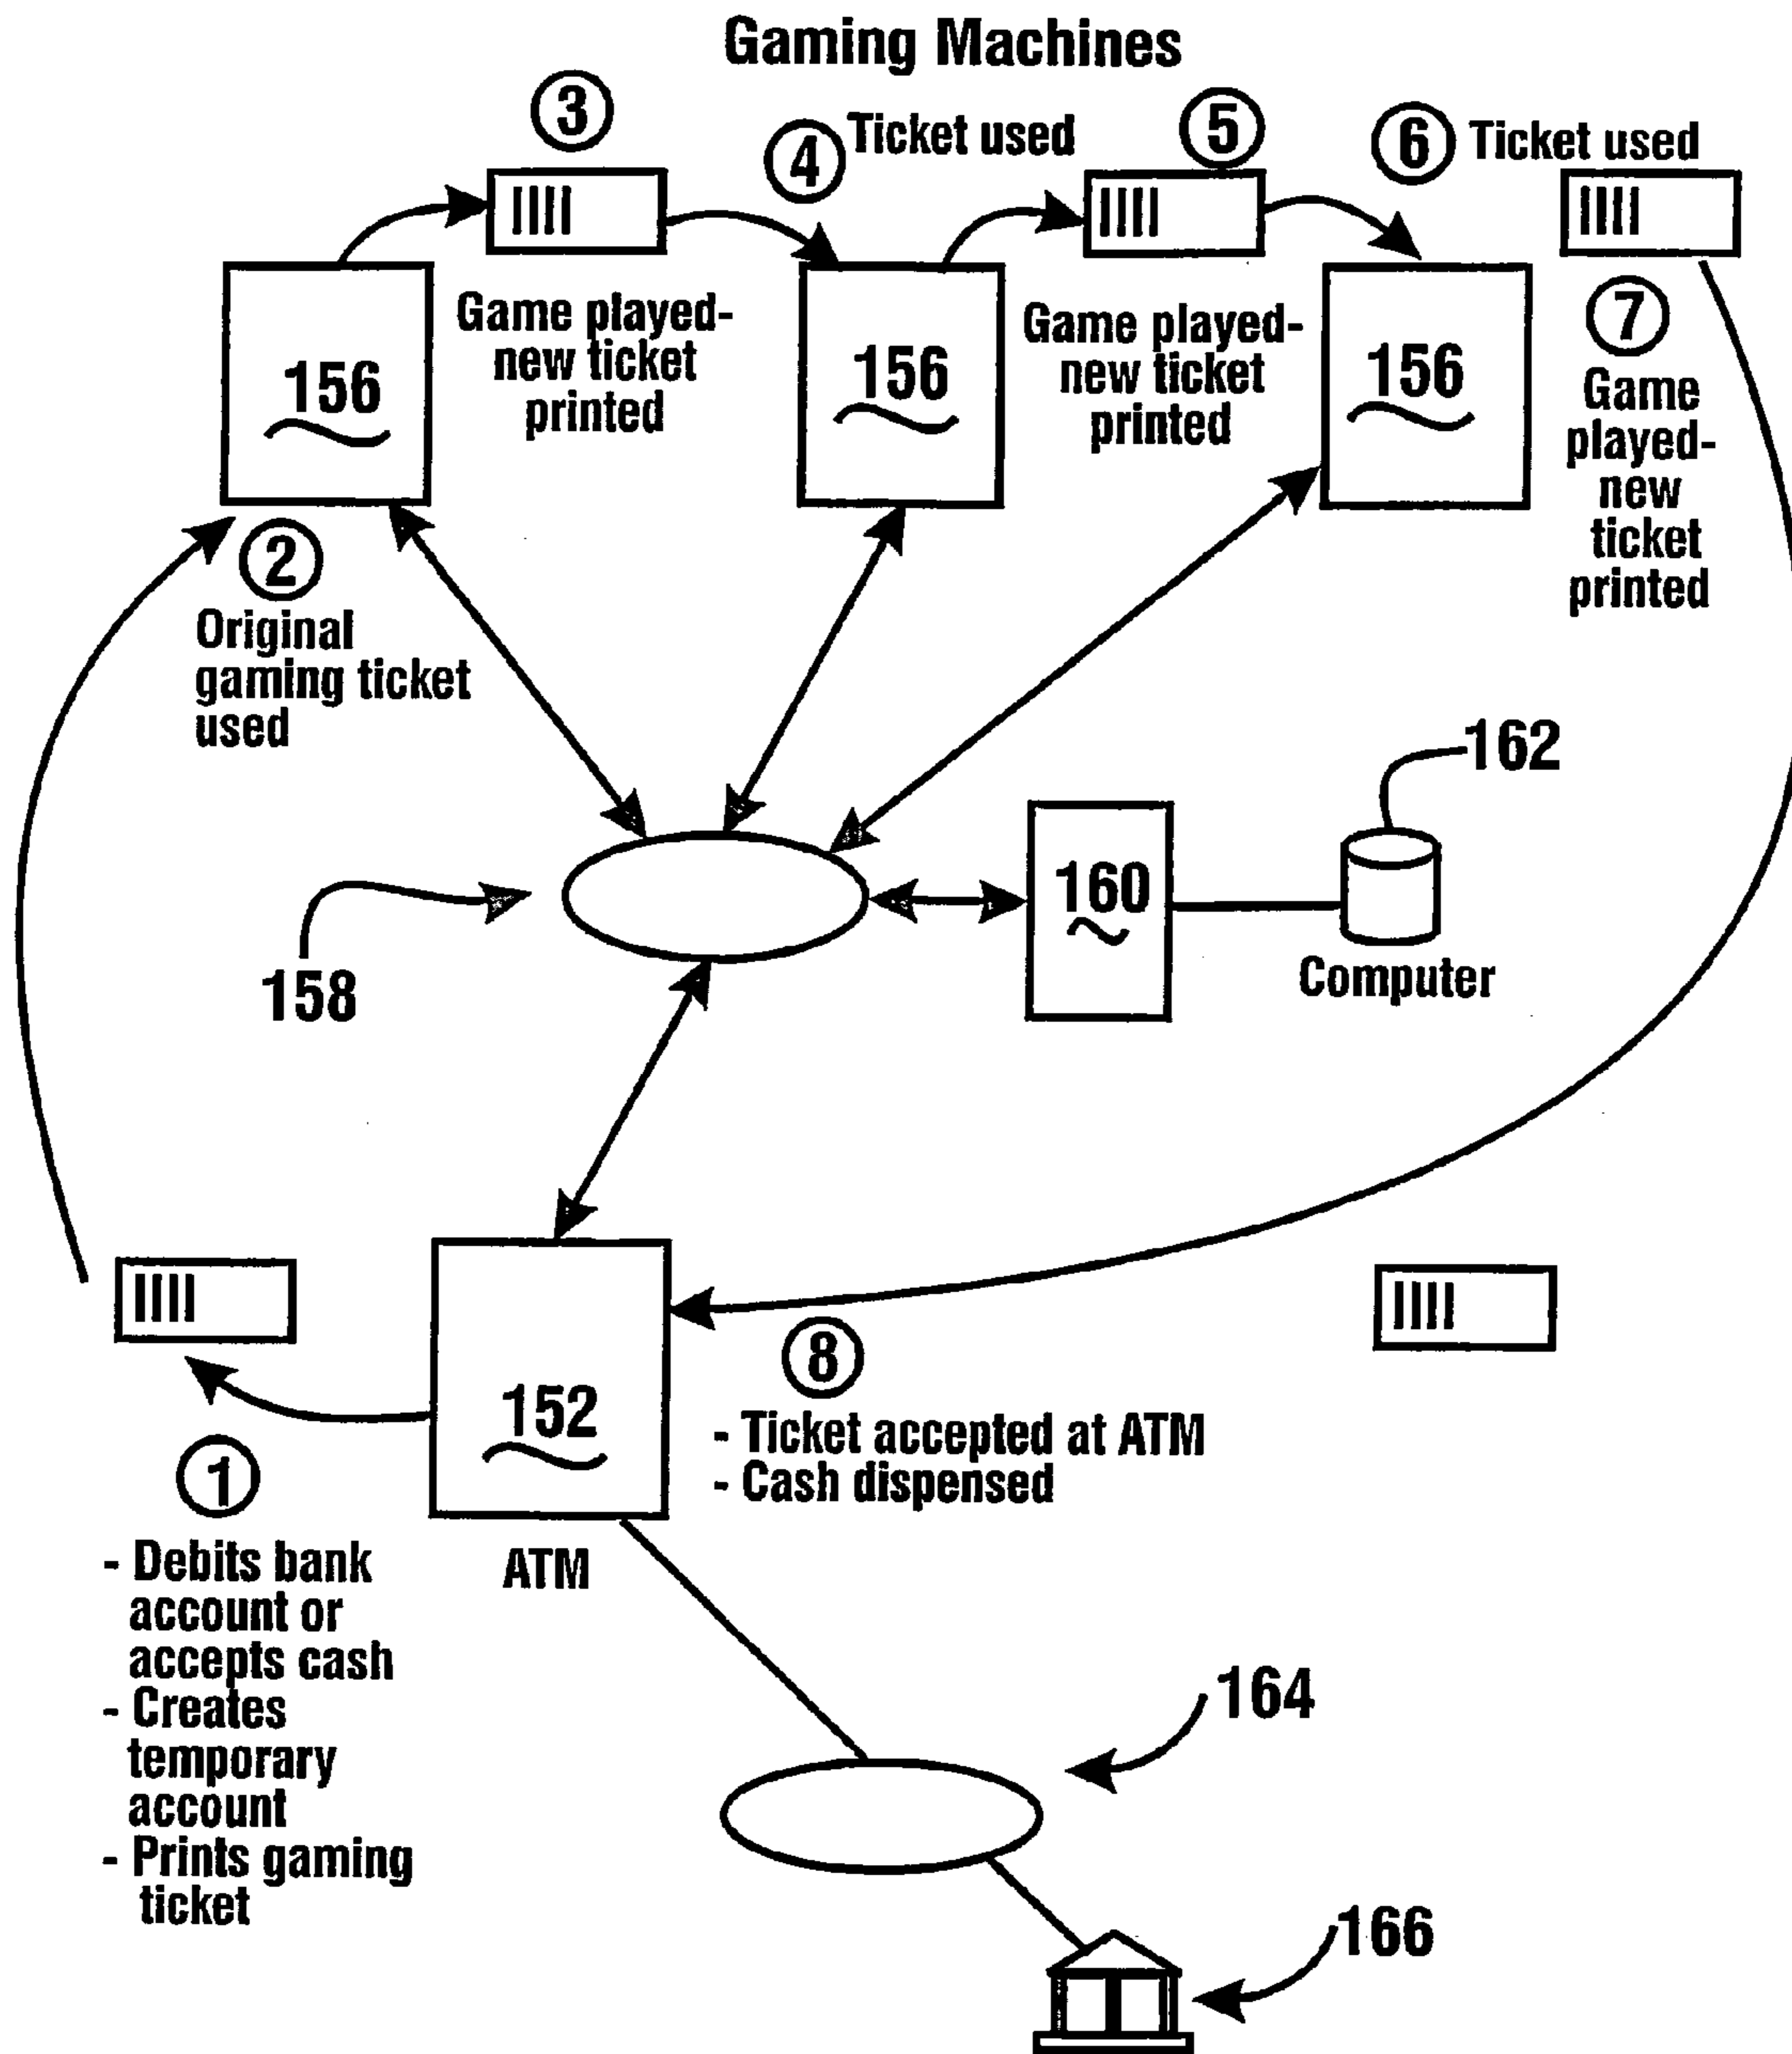 Gaming Machines
3
4
Ticket used
5
6
Ticket used
156
Game played-
new ticket
printed
156
Game played-
new ticket
printed
156
7
Game
played-
new
ticket
printed
2
Original
gaming ticket
used
162
160
158
Computer
152
8
- Ticket accepted at ATM
- Cash dispensed
1
- Debits bank
account or
accepts cash
- Creates
temporary
account
- Prints gaming
ticket
ATM
164
166